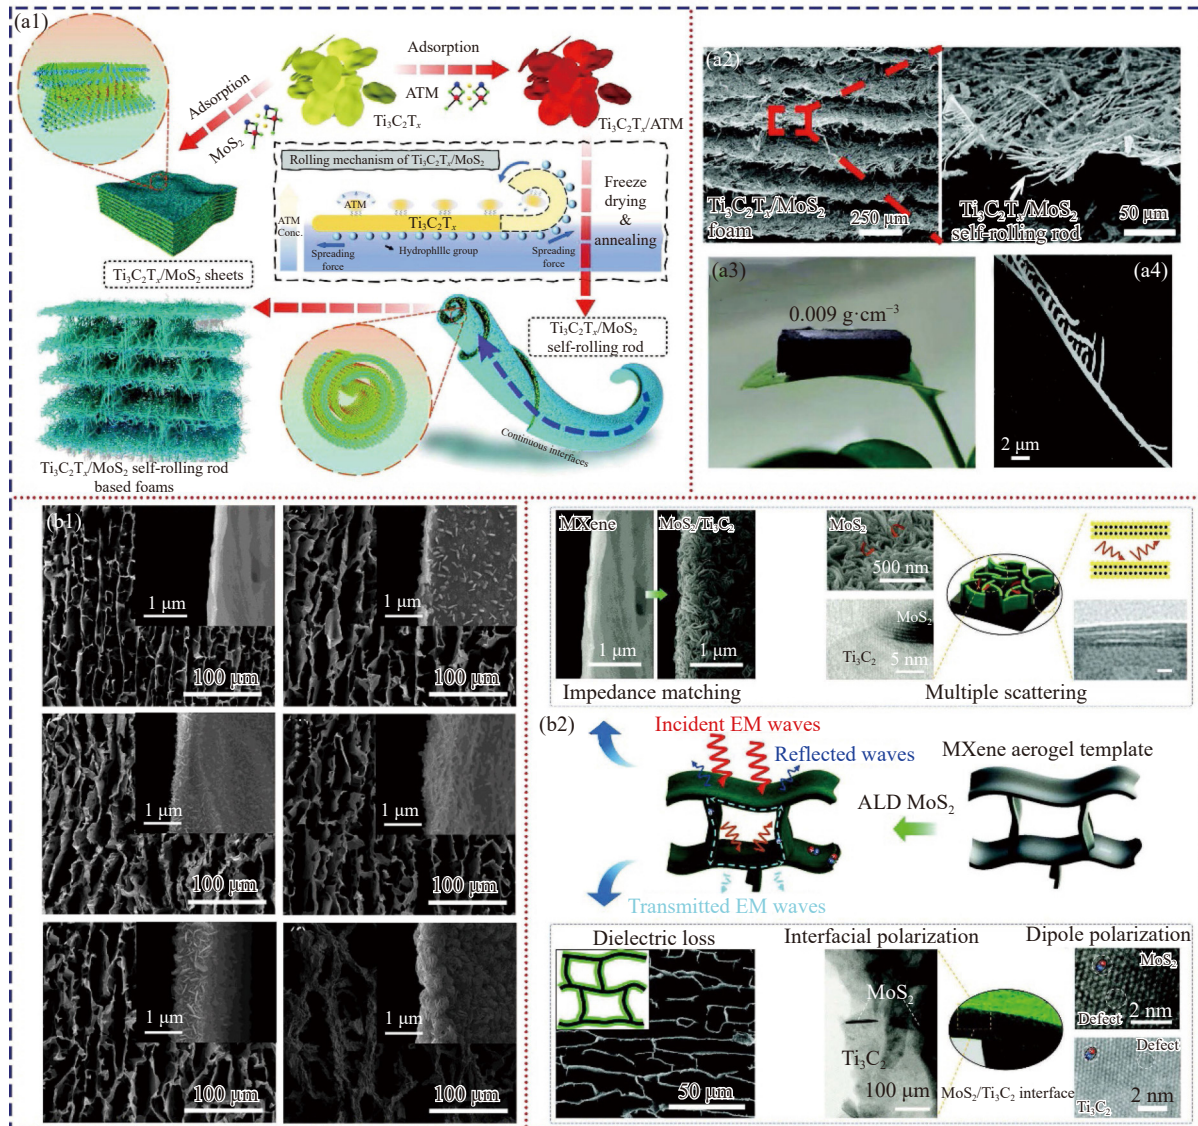 (a1)
Adsorption
MoS₂
Ti₃C₂Tₓ
Adsorption
ATM
Ti₃C₂Tₓ/ATM
Rolling mechanism of Ti₃C₂Tₓ/MoS₂
ATM
Conc.
ATM
Ti₃C₂Tₓ
Spreading
force
Hydrophillc group
Spreading
force
Freeze
drying
&
annealing
Ti₃C₂Tₓ/MoS₂ sheets
Ti₃C₂Tₓ/MoS₂
self-rolling rod
Continuous interfaces
Ti₃C₂Tₓ/MoS₂ self-rolling rod
based foams
(a2)
Ti₃C₂Tₓ/MoS₂
foam
250 μm
Ti₃C₂Tₓ/MoS₂
self-rolling rod
50 μm
(a3)
0.009 g·cm⁻³
(a4)
2 μm
(b1)
1 μm
100 μm
1 μm
100 μm
1 μm
100 μm
1 μm
100 μm
1 μm
100 μm
1 μm
100 μm
MXene
1 μm
MoS₂/Ti₃C₂
1 μm
Impedance matching
MoS₂
500 nm
MoS₂
Ti₃C₂
5 nm
Multiple scattering
(b2)
Incident EM waves
Reflected waves
MXene aerogel template
ALD MoS₂
Transmitted EM waves
Dielectric loss
50 μm
Interfacial polarization
MoS₂
Ti₃C₂
100 μm
MoS₂/Ti₃C₂ interface
Dipole polarization
MoS₂
Defect
2 nm
Defect
Ti₃C₂
2 nm